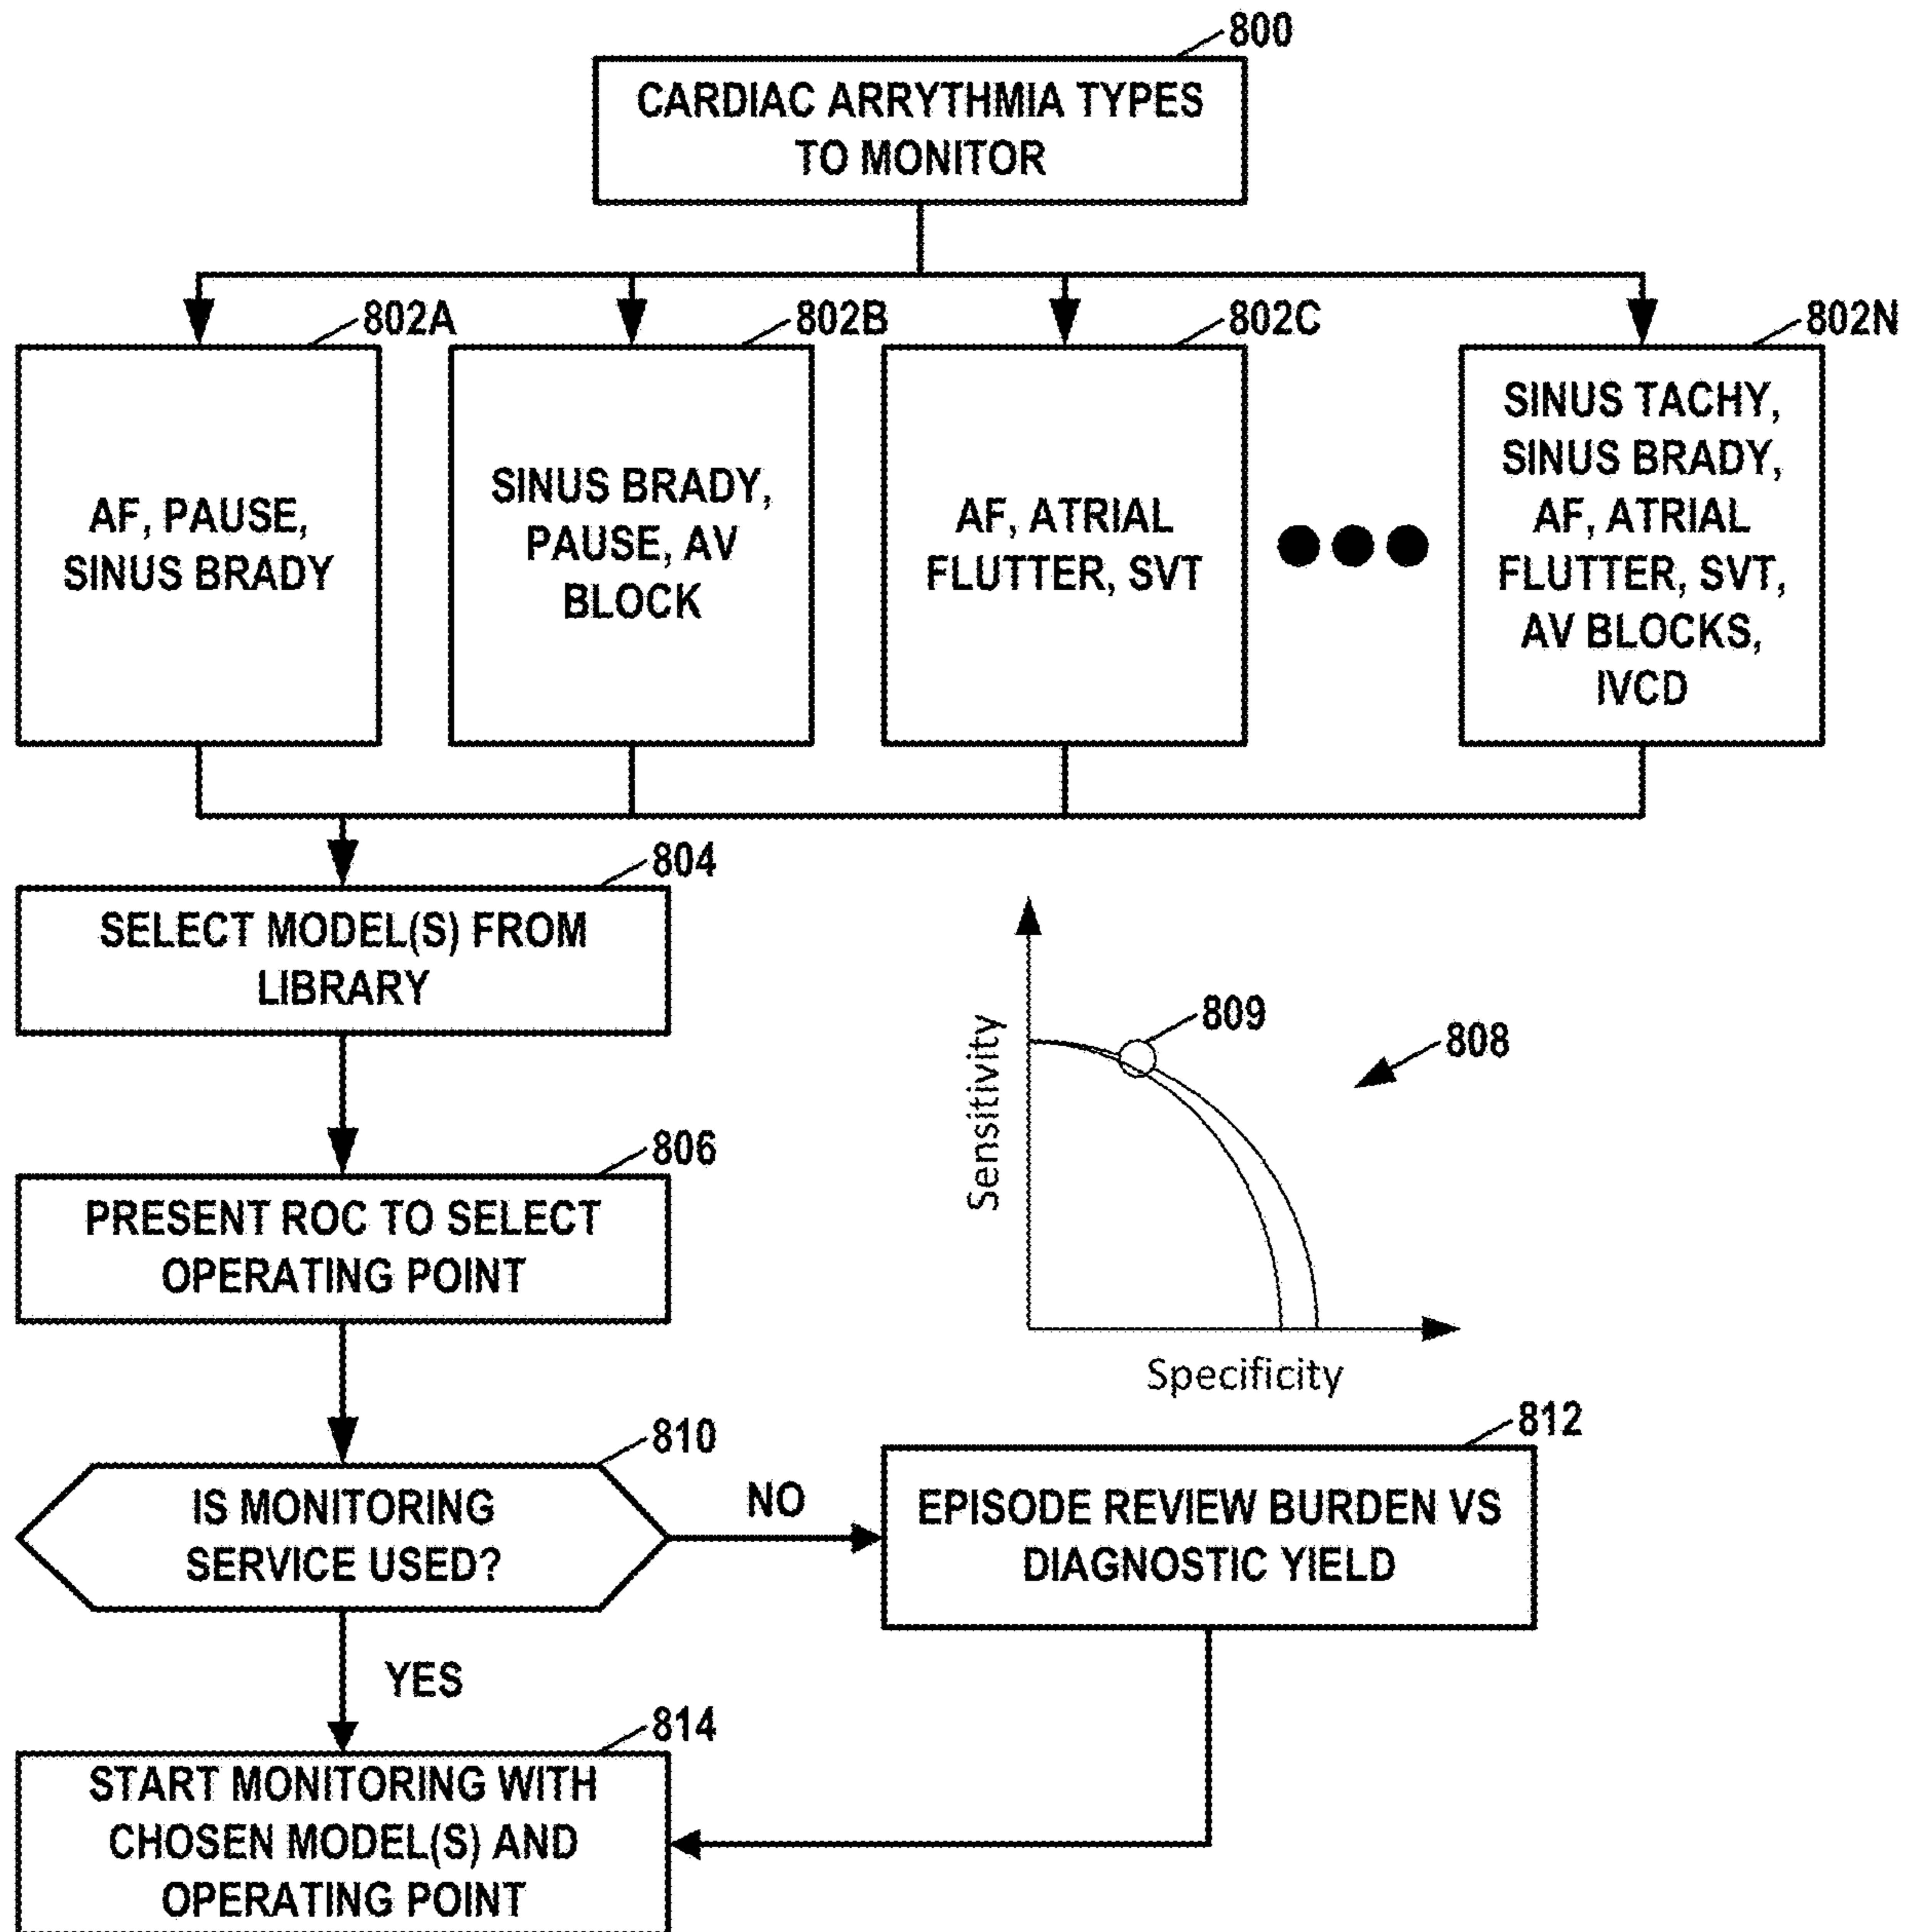 800
CARDIAC ARRYTHMIA TYPES
TO MONITOR
802A
AF, PAUSE,
SINUS BRADY
802B
SINUS BRADY,
PAUSE, AV
BLOCK
802C
AF, ATRIAL
FLUTTER, SVT
802N
SINUS TACHY,
SINUS BRADY,
AF, ATRIAL
FLUTTER, SVT,
AV BLOCKS,
IVCD
804
SELECT MODEL(S) FROM
LIBRARY
806
PRESENT ROC TO SELECT
OPERATING POINT
808
809
Sensitivity
Specificity
810
IS MONITORING
SERVICE USED?
NO
812
EPISODE REVIEW BURDEN VS
DIAGNOSTIC YIELD
YES
814
START MONITORING WITH
CHOSEN MODEL(S) AND
OPERATING POINT